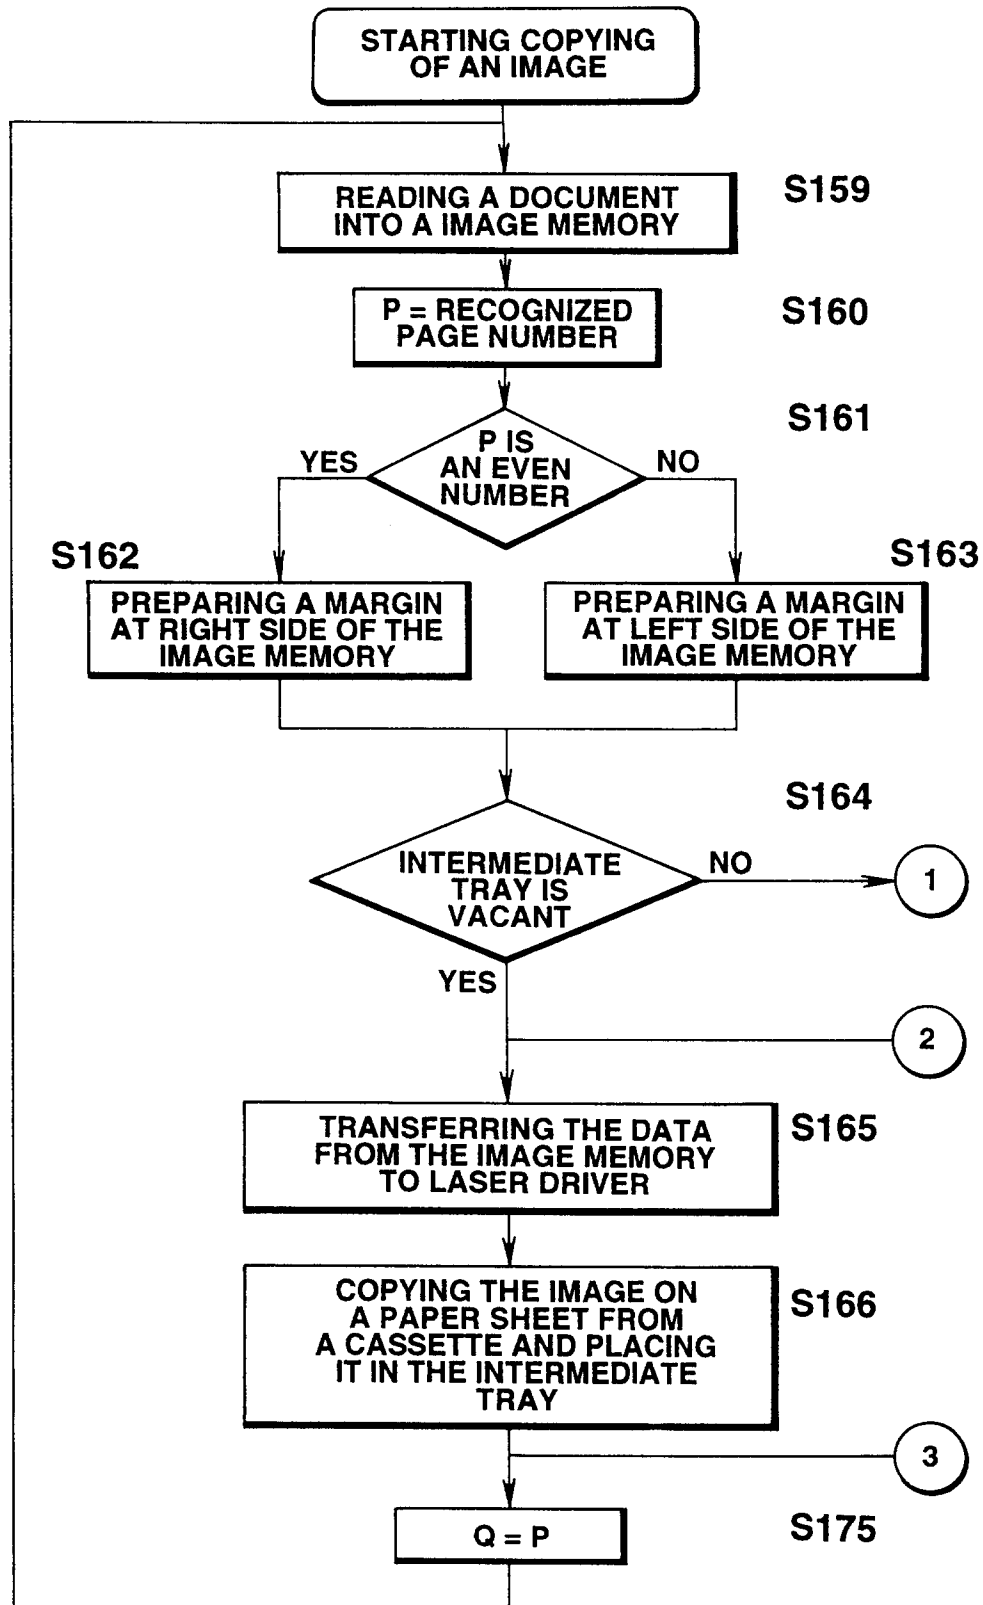 STARTING COPYING
OF AN IMAGE
S159
READING A DOCUMENT
INTO A IMAGE MEMORY
S160
P = RECOGNIZED
PAGE NUMBER
S161
P IS
AN EVEN
NUMBER
YES
NO
S162
S163
PREPARING A MARGIN
AT RIGHT SIDE OF THE
IMAGE MEMORY
PREPARING A MARGIN
AT LEFT SIDE OF THE
IMAGE MEMORY
S164
INTERMEDIATE
TRAY IS
VACANT
NO
1
YES
2
S165
TRANSFERRING THE DATA
FROM THE IMAGE MEMORY
TO LASER DRIVER
S166
COPYING THE IMAGE ON
A PAPER SHEET FROM
A CASSETTE AND PLACING
IT IN THE INTERMEDIATE
TRAY
3
S175
Q = P